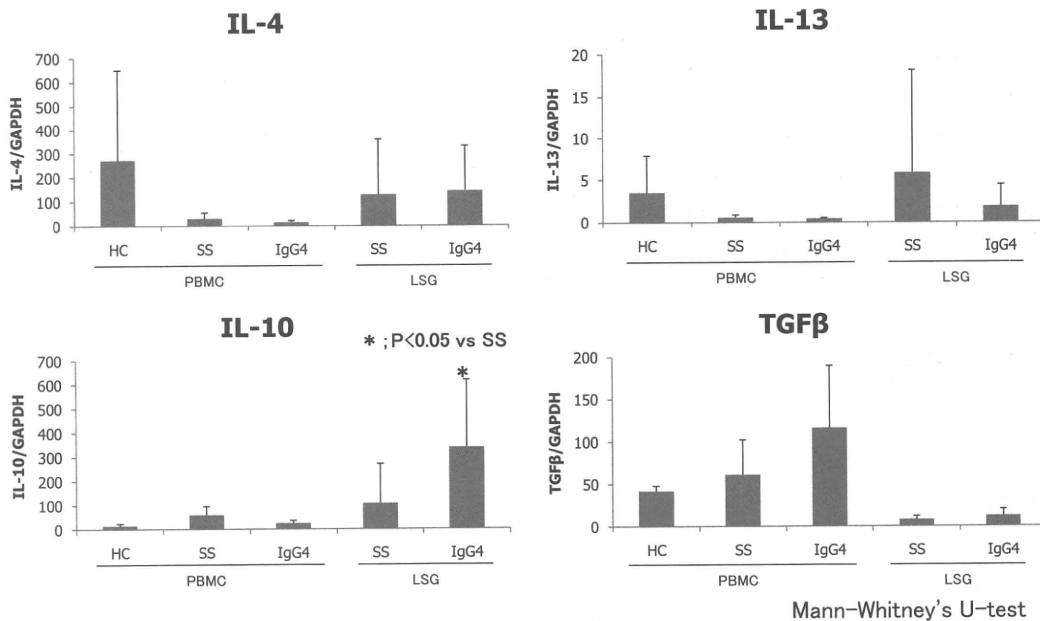 IL-4
IL-4/GAPDH
700
600
500
400
300
200
100
0
HC SS IgG4 SS IgG4
PBMC LSG
IL-13
IL-13/GAPDH
20
15
10
5
0
HC SS IgG4 SS IgG4
PBMC LSG
IL-10
* ;P<0.05 vs SS
*
IL-10/GAPDH
700
600
500
400
300
200
100
0
HC SS IgG4 SS IgG4
PBMC LSG
TGFβ
TGFβ/GAPDH
200
150
100
50
0
HC SS IgG4 SS IgG4
PBMC LSG
Mann-Whitney's U-test